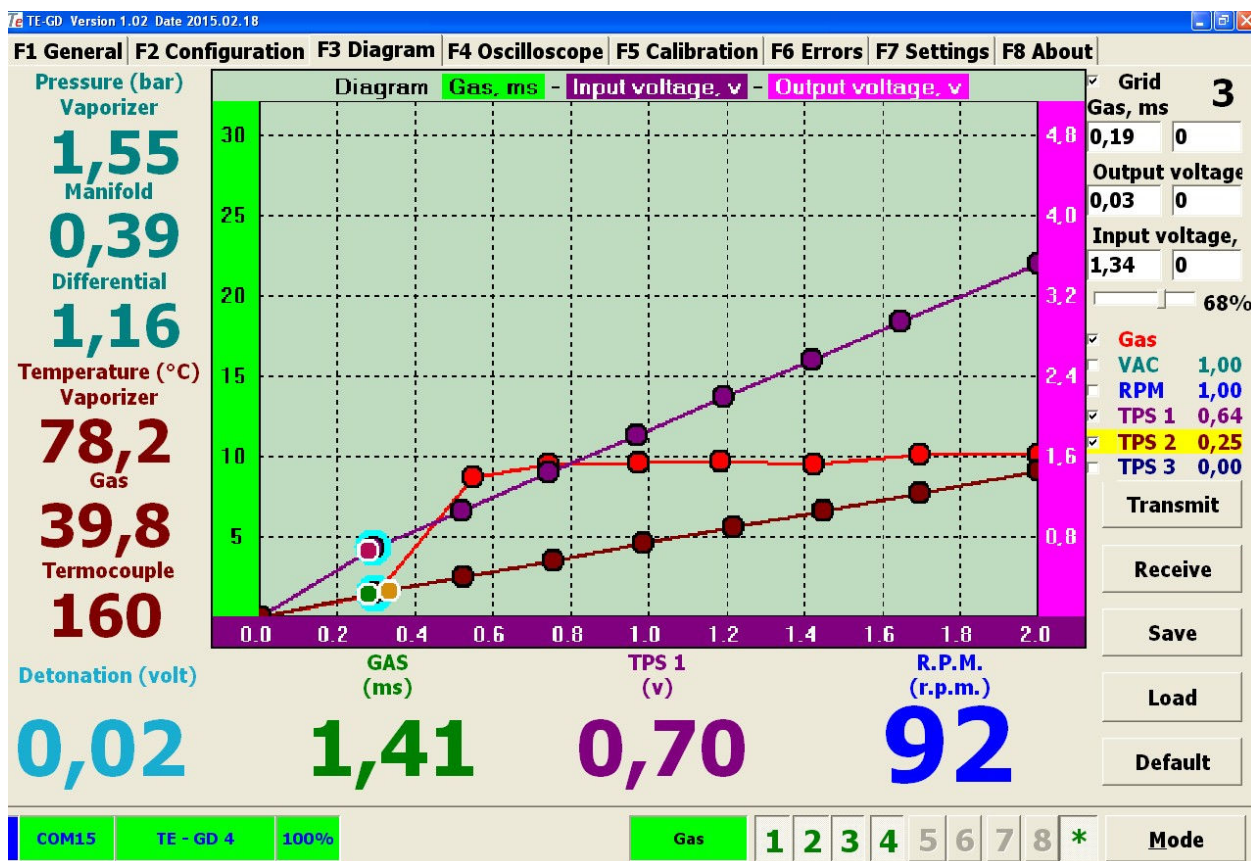 Te TE-GD Version 1.02 Date 2015.02.18
F1 General F2 Configuration F3 Diagram F4 Oscilloscope F5 Calibration F6 Errors F7 Settings F8 About
Pressure (bar)
Vaporizer
1,55
Manifold
0,39
Differential
1,16
Temperature (°C)
Vaporizer
78,2
Gas
39,8
Termocouple
160
Diagram Gas, ms - Input voltage, v - Output voltage, v
30
25
20
15
10
5
4,8
4,0
3,2
2,4
1,6
0,8
0.0 0.2 0.4 0.6 0.8 1.0 1.2 1.4 1.6 1.8 2.0
Grid
3
Gas, ms
0,19 0
Output voltage
0,03 0
Input voltage,
1,34 0
68%
Gas
VAC 1,00
RPM 1,00
TPS 1 0,64
TPS 2 0,25
TPS 3 0,00
Transmit
Receive
Save
Load
Default
Detonation (volt)
0,02
GAS
(ms)
1,41
TPS 1
(v)
0,70
R.P.M.
(r.p.m.)
92
COM15 TE - GD 4 100% Gas 1 2 3 4 5 6 7 8 * Mode